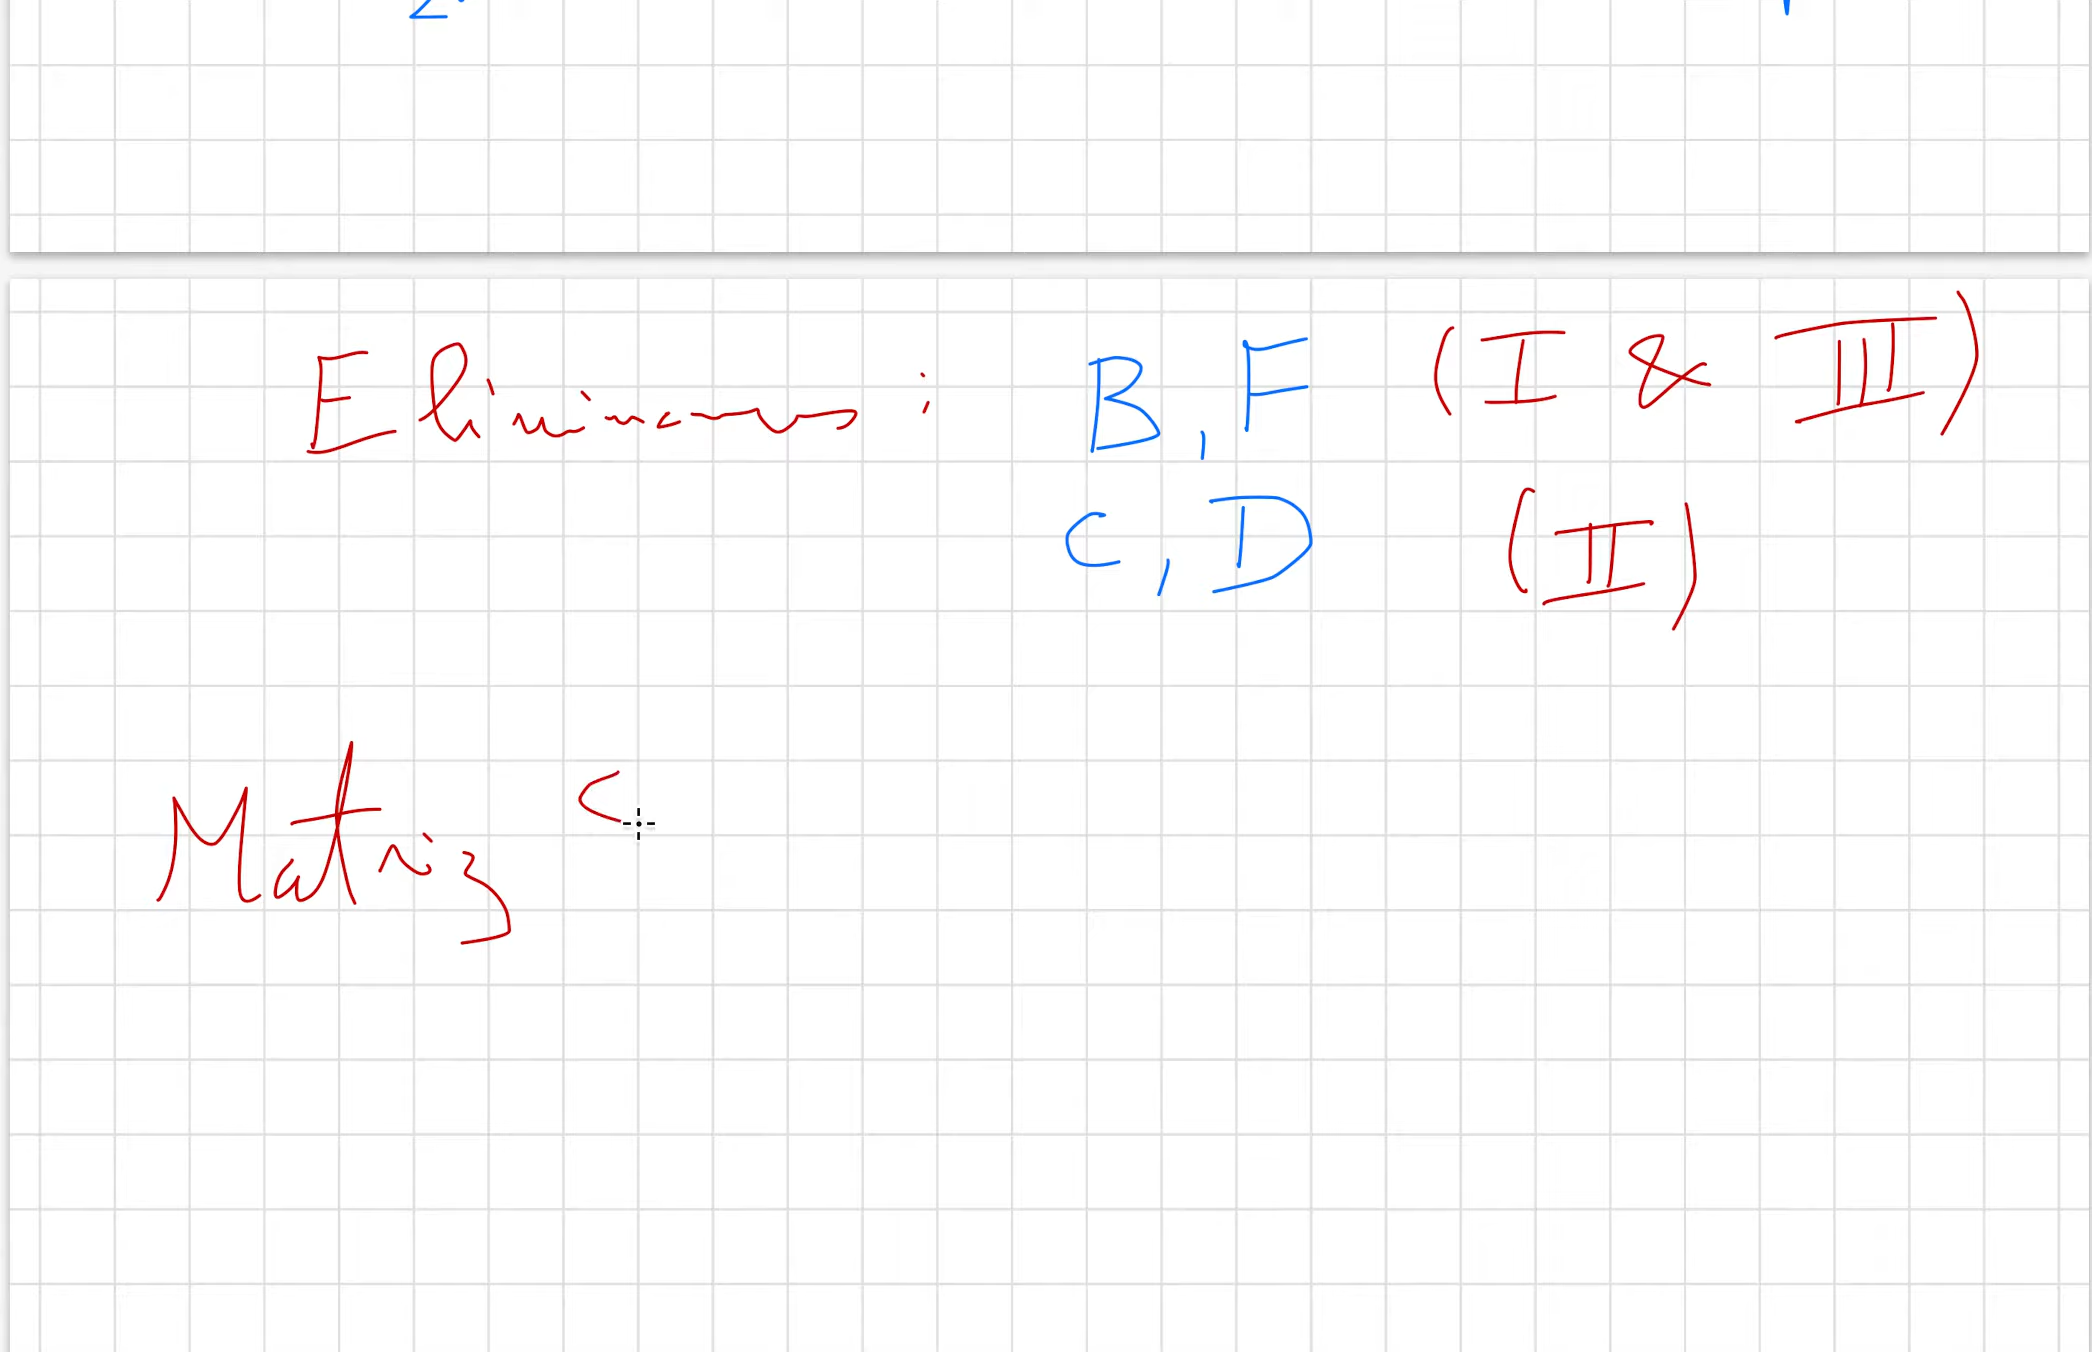 Eliminamos: B, F (I & III)
C, D (II)
Matriz